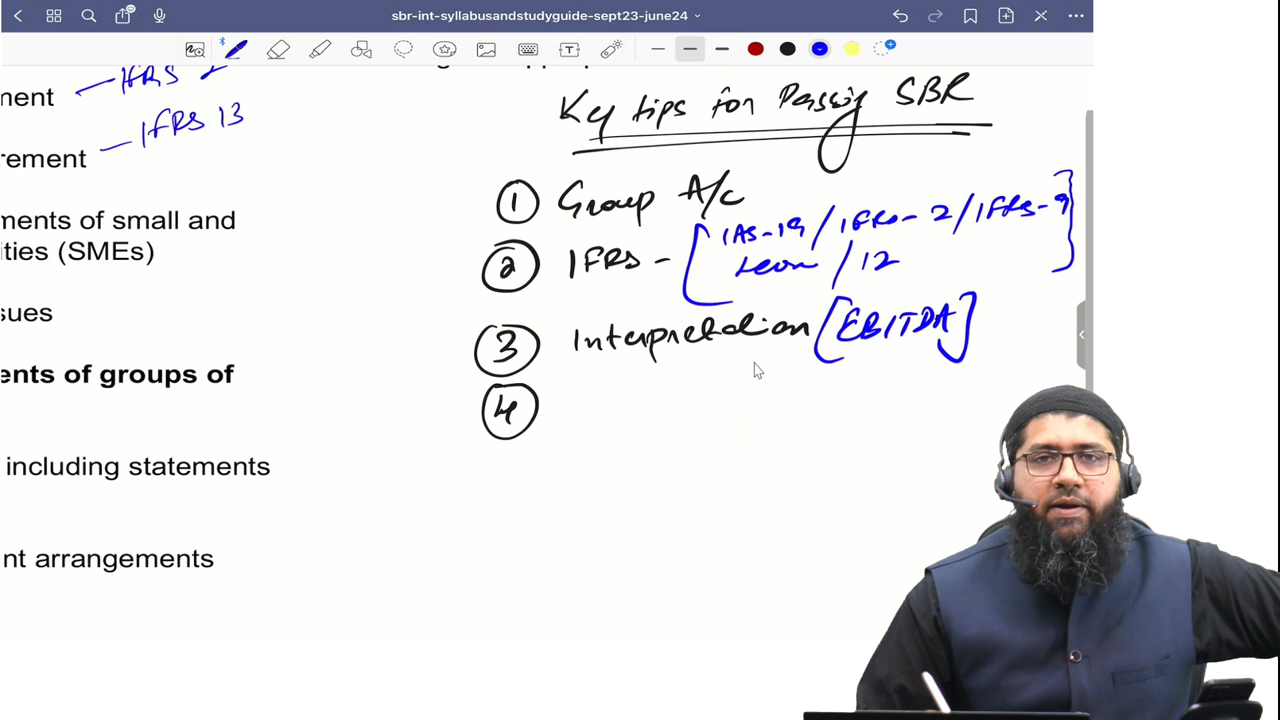 sbr-int-syllabusandstudyguide-sept23-june24
ment
IFRS
IFRS 13
rement
ments of small and
ities (SMEs)
sues
ents of groups of
including statements
nt arrangements
Key tips for Passing SBR
1 Group A/c
2 IFRS - [IAS-19 / IFRS-2 / IFRS-9]
/ 12
3 Interpretation [EBITDA]
4